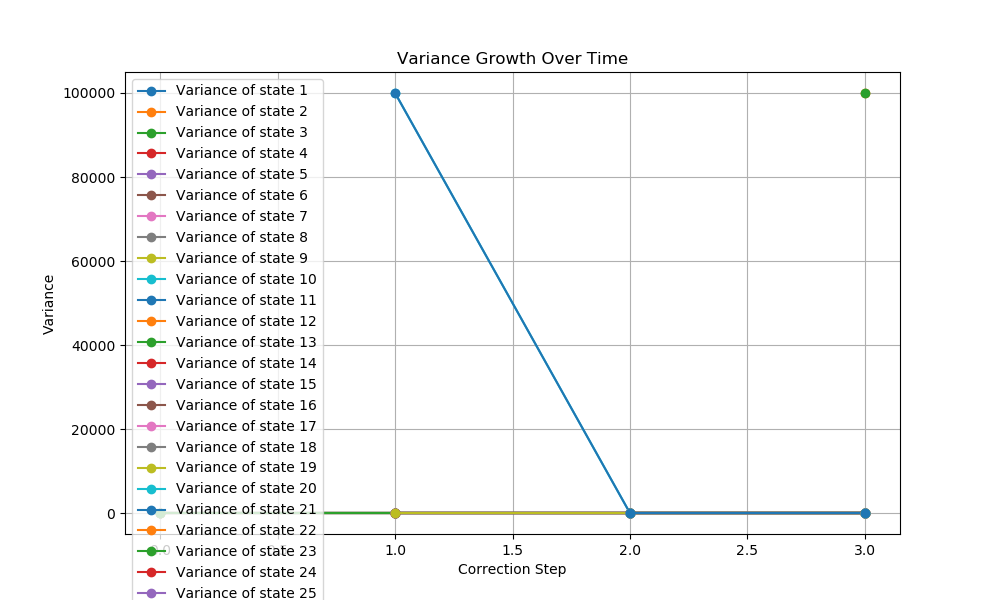 Variance Growth Over Time
Variance
100000
80000
60000
40000
20000
0
Variance of state 1
Variance of state 2
Variance of state 3
Variance of state 4
Variance of state 5
Variance of state 6
Variance of state 7
Variance of state 8
Variance of state 9
Variance of state 10
Variance of state 11
Variance of state 12
Variance of state 13
Variance of state 14
Variance of state 15
Variance of state 16
Variance of state 17
Variance of state 18
Variance of state 19
Variance of state 20
Variance of state 21
Variance of state 22
Variance of state 23
Variance of state 24
Variance of state 25
1.0 1.5 2.0 2.5 3.0
Correction Step